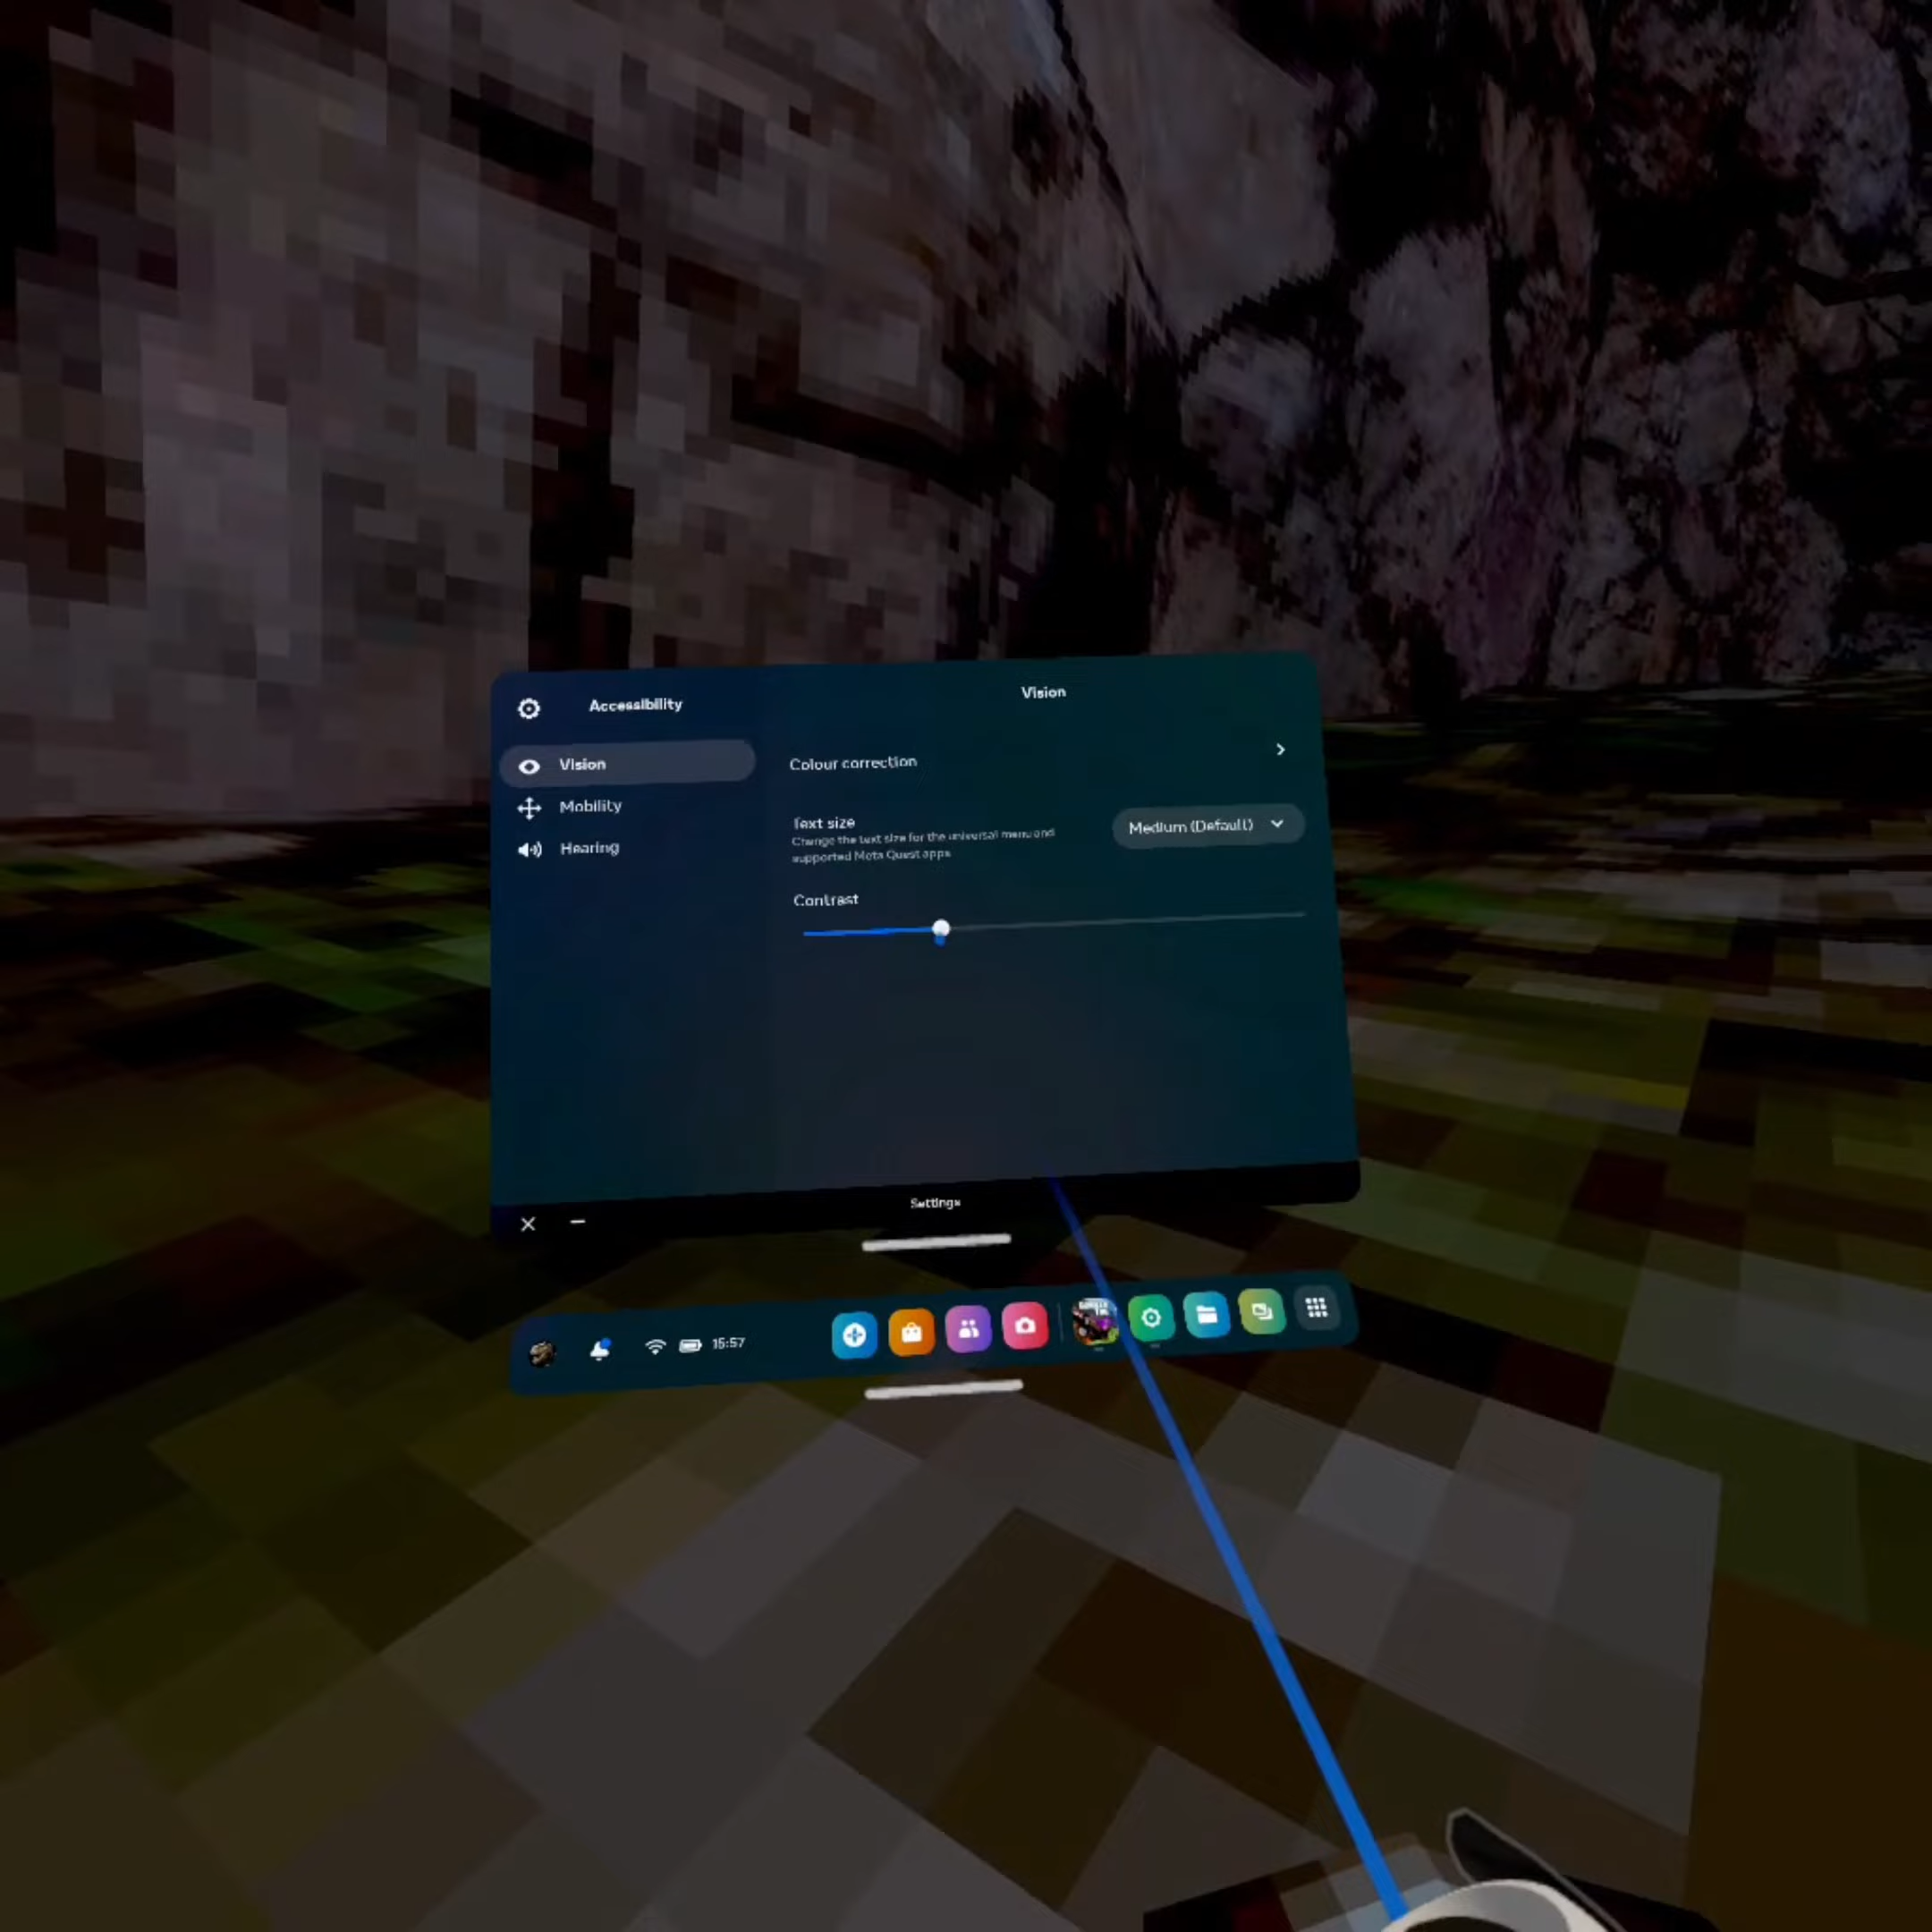 Accessibility
Vision
Mobility
Hearing
Vision
Colour correction
Text size
Change the text size for the universal menu and
supported Meta Quest apps
Medium (Default)
Contrast
Settings
15:57